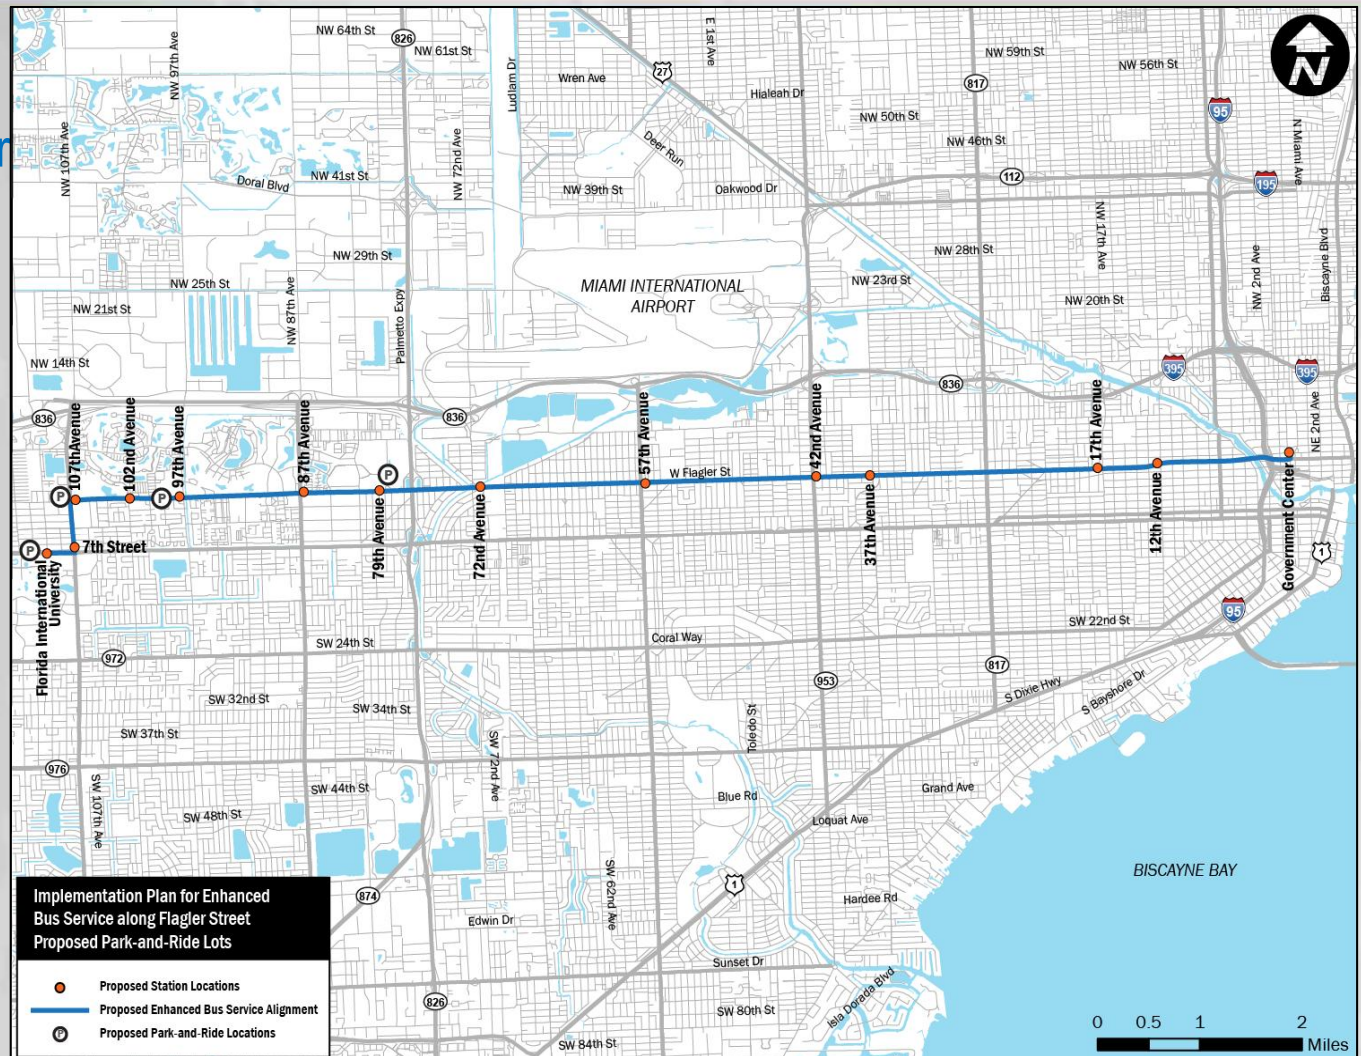 NW 64th St
826
NW 61st St
NW 97th Ave
Ludlam Dr
E 1st Ave
Wren Ave
27
Hialeah Dr
NW 59th St
NW 56th St
817
N
95
N Miami Ave
NW 107th Ave
NW 72nd Ave
Deer Run
NW 50th St
NW 46th St
Doral Blvd
NW 41st St
NW 39th St
Oakwood Dr
112
195
NW 17th Ave
NW 29th St
NW 28th St
NW 2nd Ave
Biscayne Blvd
NW 25th St
NW 87th Ave
MIAMI INTERNATIONAL
AIRPORT
NW 23rd St
NW 20th St
NW 21st St
Palmetto Expy
NW 14th St
395
395
836
836
836
107thAvenue
102nd Avenue
97th Avenue
87th Avenue
57th Avenue
42nd Avenue
17th Avenue
NE 2nd Ave
W Flagler St
P
P
P
P
79th Avenue
72nd Avenue
37th Avenue
12th Avenue
Government Center
7th Street
Florida International
University
1
95
SW 24th St
Coral Way
SW 22nd St
972
817
953
SW 32nd St
SW 34th St
S Dixie Hwy
S Bayshore Dr
SW 37th St
Toledo St
976
SW 107th Ave
SW 72nd Ave
SW 44th St
Blue Rd
Grand Ave
SW 48th St
Loquat Ave
BISCAYNE BAY
1
874
SW 62nd Ave
Hardee Rd
Edwin Dr
Sunset Dr
Isla Dorada Blvd
826
SW 80th St
SW 84th St
Implementation Plan for Enhanced
Bus Service along Flagler Street
Proposed Park-and-Ride Lots
Proposed Station Locations
Proposed Enhanced Bus Service Alignment
P Proposed Park-and-Ride Locations
0 0.5 1 2
Miles